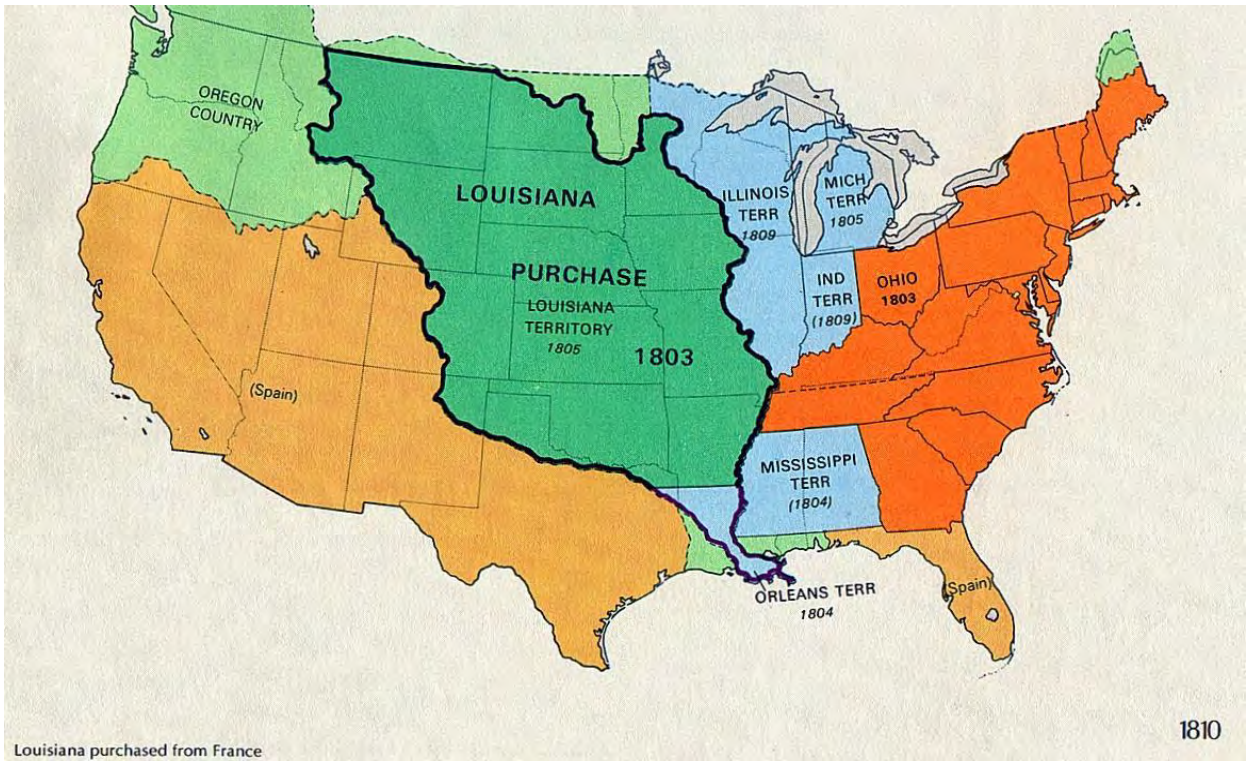 OREGON
COUNTRY
LOUISIANA
PURCHASE
LOUISIANA
TERRITORY
1805
1803
(Spain)
ILLINOIS
TERR
1809
MICH
TERR
1805
IND
TERR
(1809)
OHIO
1803
MISSISSIPPI
TERR
(1804)
ORLEANS TERR
1804
(Spain)
1810
Louisiana purchased from France